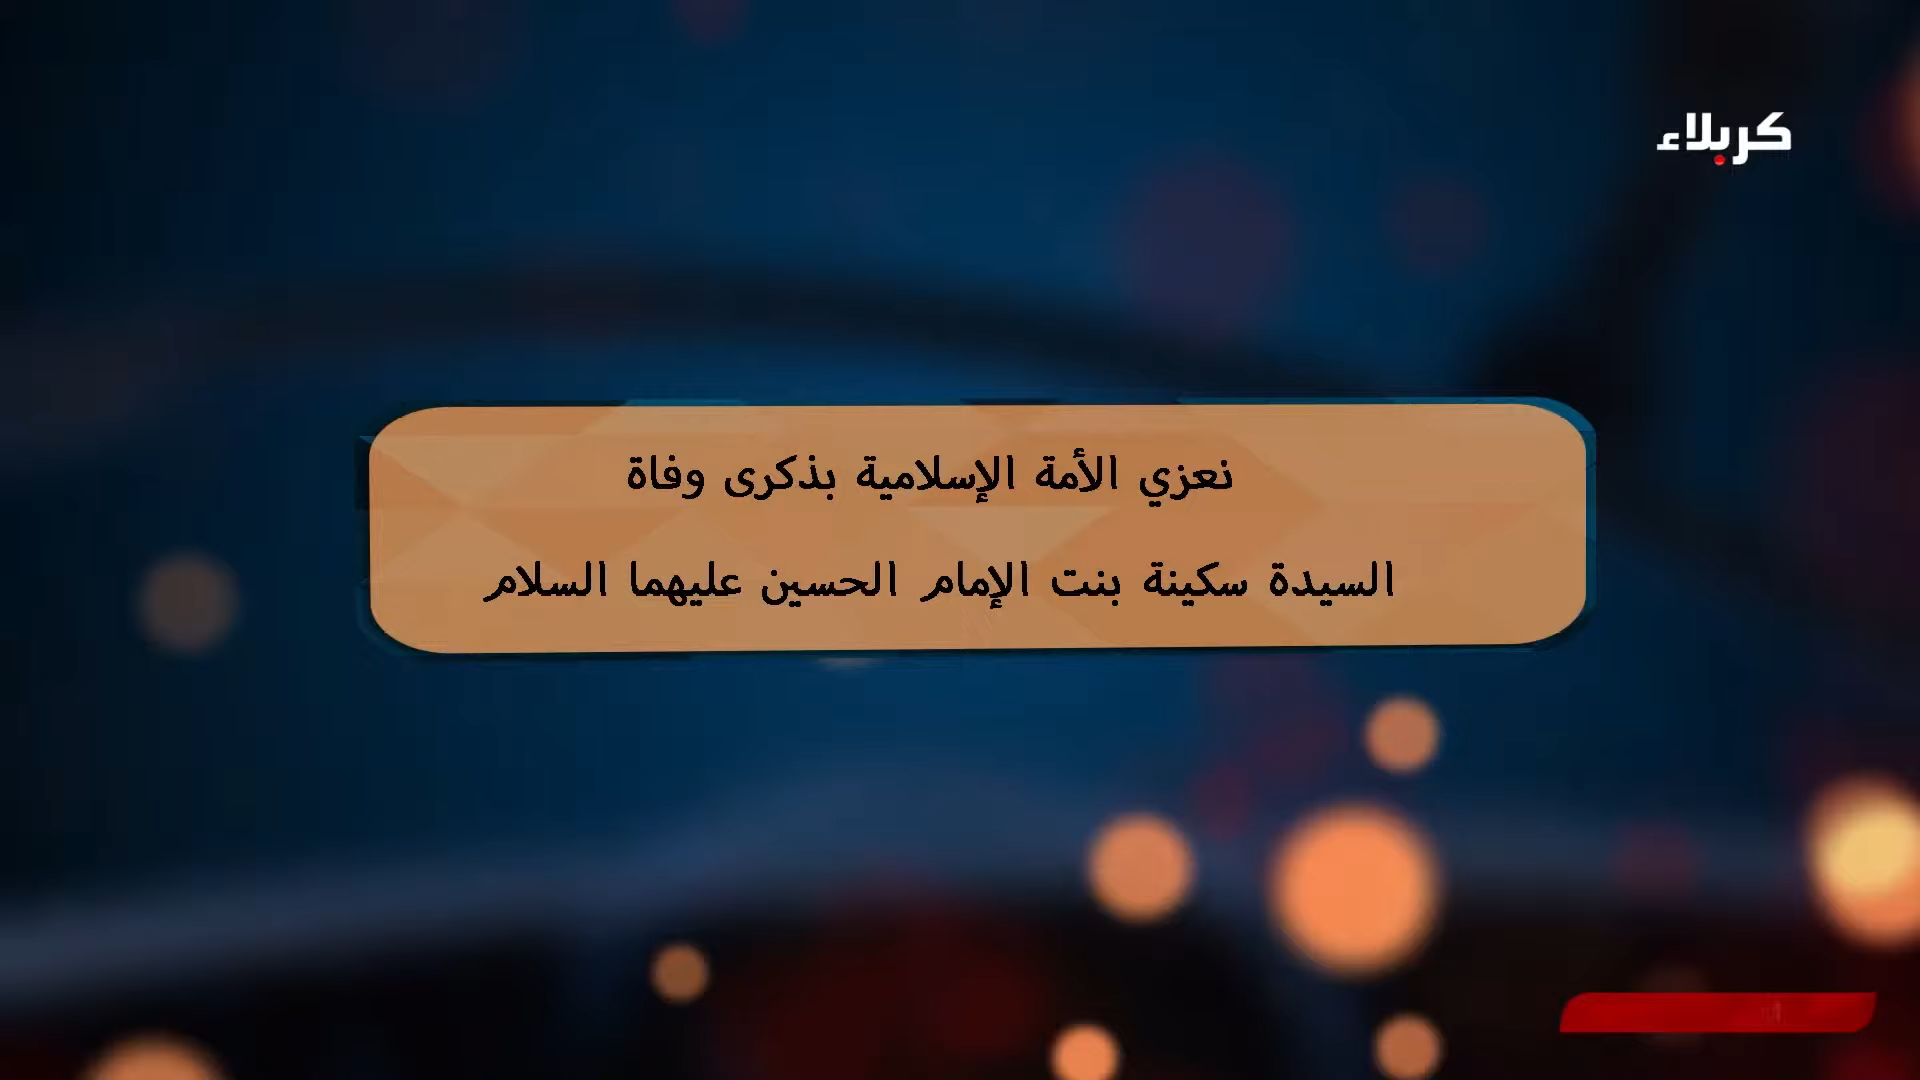 كربلاء
نعزي الأمة الإسلامية بذكرى وفاة
السيدة سكينة بنت الإمام الحسين عليهما السلام